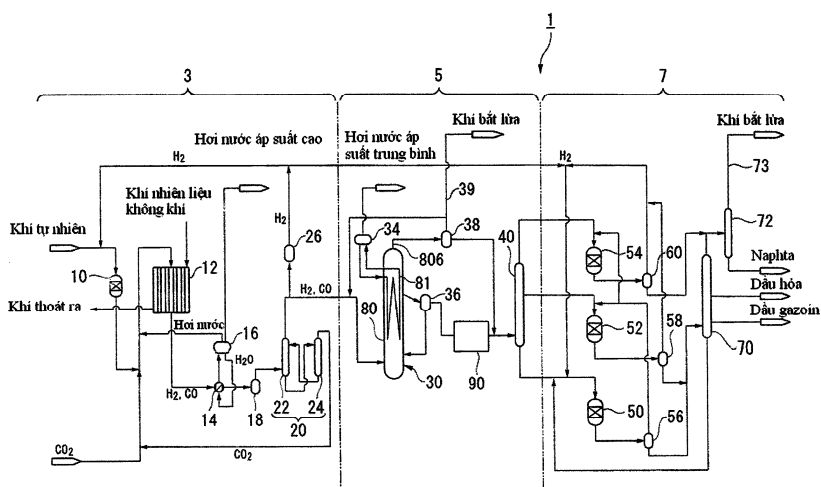 1
3
5
7
Khí bắt lửa
Khí bắt lửa
Hơi nước áp suất cao
Hơi nước áp
suất trung bình
H2
H2
73
Khí nhiên liệu
không khí
39
Khí tự nhiên
H2
34
38
72
26
40
54
60
10
12
806
Naphta
81
Dầu hỏa
Khí thoát ra
H2, CO
36
Hơi nước
16
80
52
Dầu gazoin
58
70
H2O
90
H2, CO
14
18
22
24
30
50
56
20
CO2
CO2